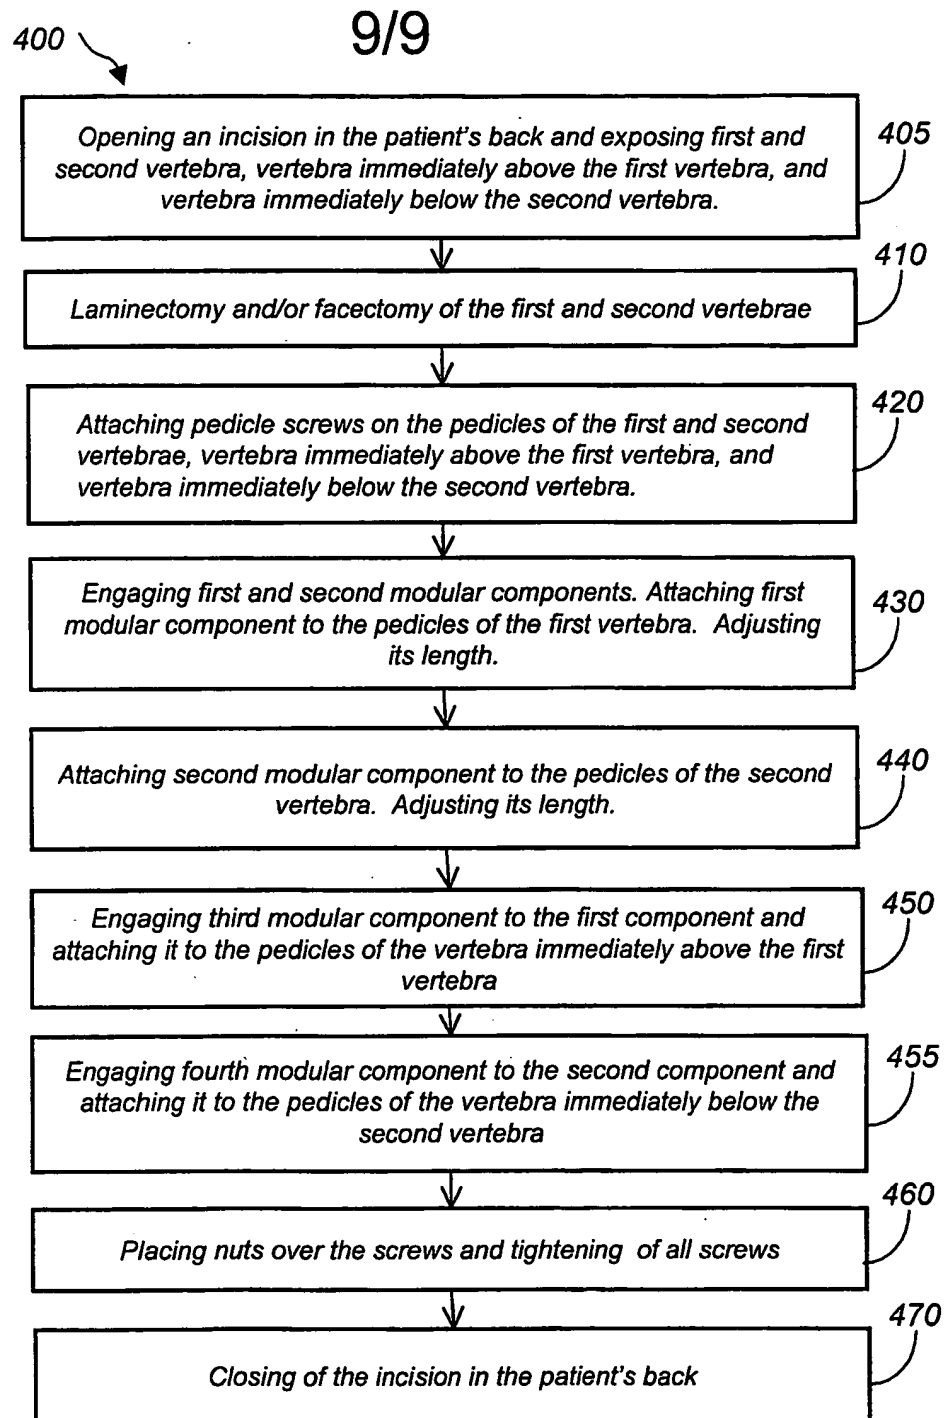 400
9/9
Opening an incision in the patient's back and exposing first and
second vertebra, vertebra immediately above the first vertebra, and
vertebra immediately below the second vertebra.
405
410
Laminectomy and/or facectomy of the first and second vertebrae
420
Attaching pedicle screws on the pedicles of the first and second
vertebrae, vertebra immediately above the first vertebra, and
vertebra immediately below the second vertebra.
Engaging first and second modular components. Attaching first
modular component to the pedicles of the first vertebra. Adjusting
its length.
430
Attaching second modular component to the pedicles of the second
vertebra. Adjusting its length.
440
Engaging third modular component to the first component and
attaching it to the pedicles of the vertebra immediately above the first
vertebra
450
Engaging fourth modular component to the second component and
attaching it to the pedicles of the vertebra immediately below the
second vertebra
455
460
Placing nuts over the screws and tightening of all screws
470
Closing of the incision in the patient's back